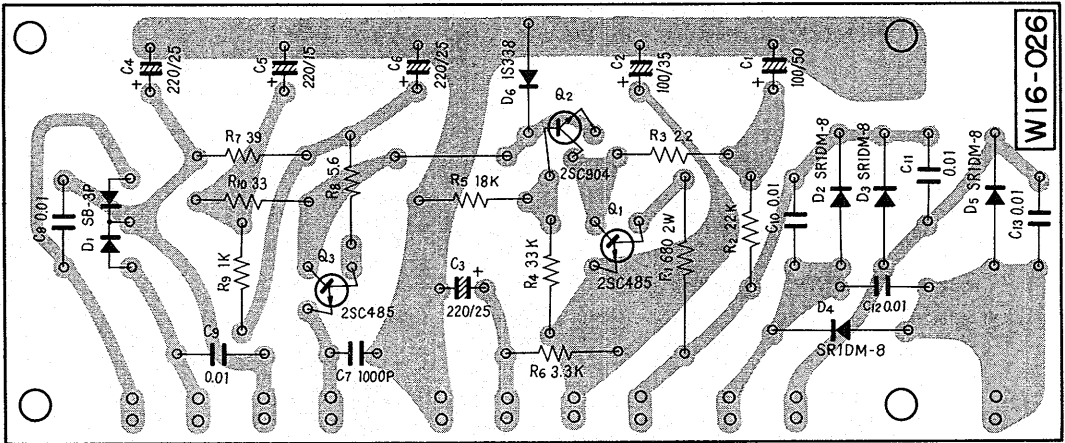 C4
220/25
+
C5
220/15
+
C6
220/25
+
D6 1S338
C2
100/35
+
C1
100/50
+
W16-026
Q2
2SC904
R7 39
R10 33
R8 5.6
R5 18K
R3 2.2
C8 0.01
SB-3P
D1
R9 1K
Q3
2SC485
C3
220/25
+
R4 33K
Q1
2SC485
R1 680 2W
R2 22K
C10 0.01
D2 SR1DM-8
D3 SR1DM-8
C11
0.01
D5 SR1DM-8
C13 0.01
C12 0.01
D4
SR1DM-8
C9
0.01
C7 1000P
R6 3.3K